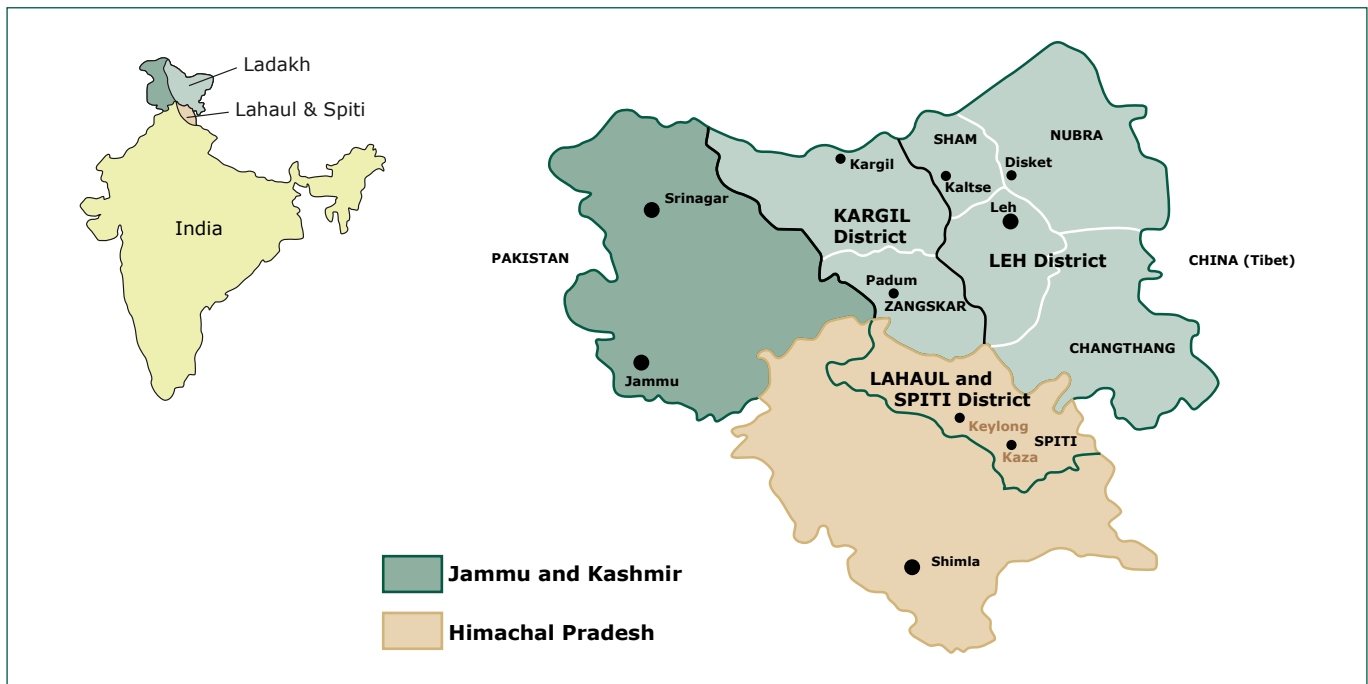 Ladakh
Lahaul & Spiti
India
PAKISTAN
CHINA (Tibet)
Srinagar
Jammu
Kargil
KARGIL
District
Padum
ZANGSKAR
SHAM
Kaltse
NUBRA
Disket
Leh
LEH District
CHANGTHANG
LAHAUL and
SPITI District
Keylong
SPITI
Kaza
Shimla
Jammu and Kashmir
Himachal Pradesh